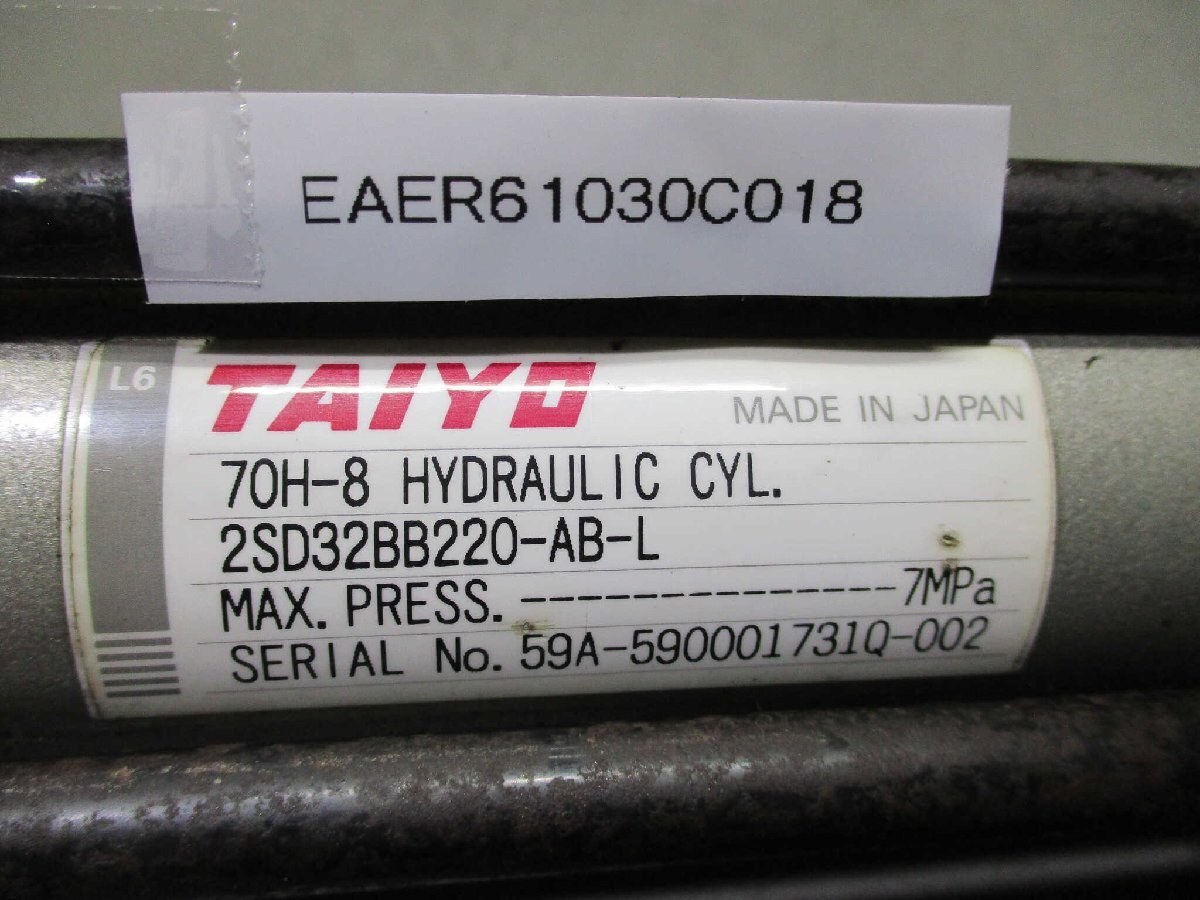 EAER61030C018
L6
TAIYO
MADE IN JAPAN
70H-8 HYDRAULIC CYL.
2SD32BB220-AB-L
MAX. PRESS. --------------7MPa
SERIAL No. 59A-590001731Q-002